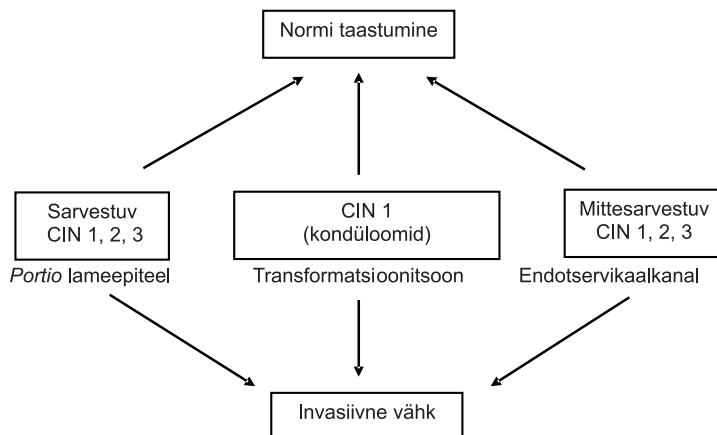 Normi taastumine
Sarvestuv
CIN 1, 2, 3
Portio lameepiteel
CIN 1
(kondüloomid)
Transformatsioonitsoon
Mittesarvestuv
CIN 1, 2, 3
Endotservikaalkanal
Invasiivne vähk